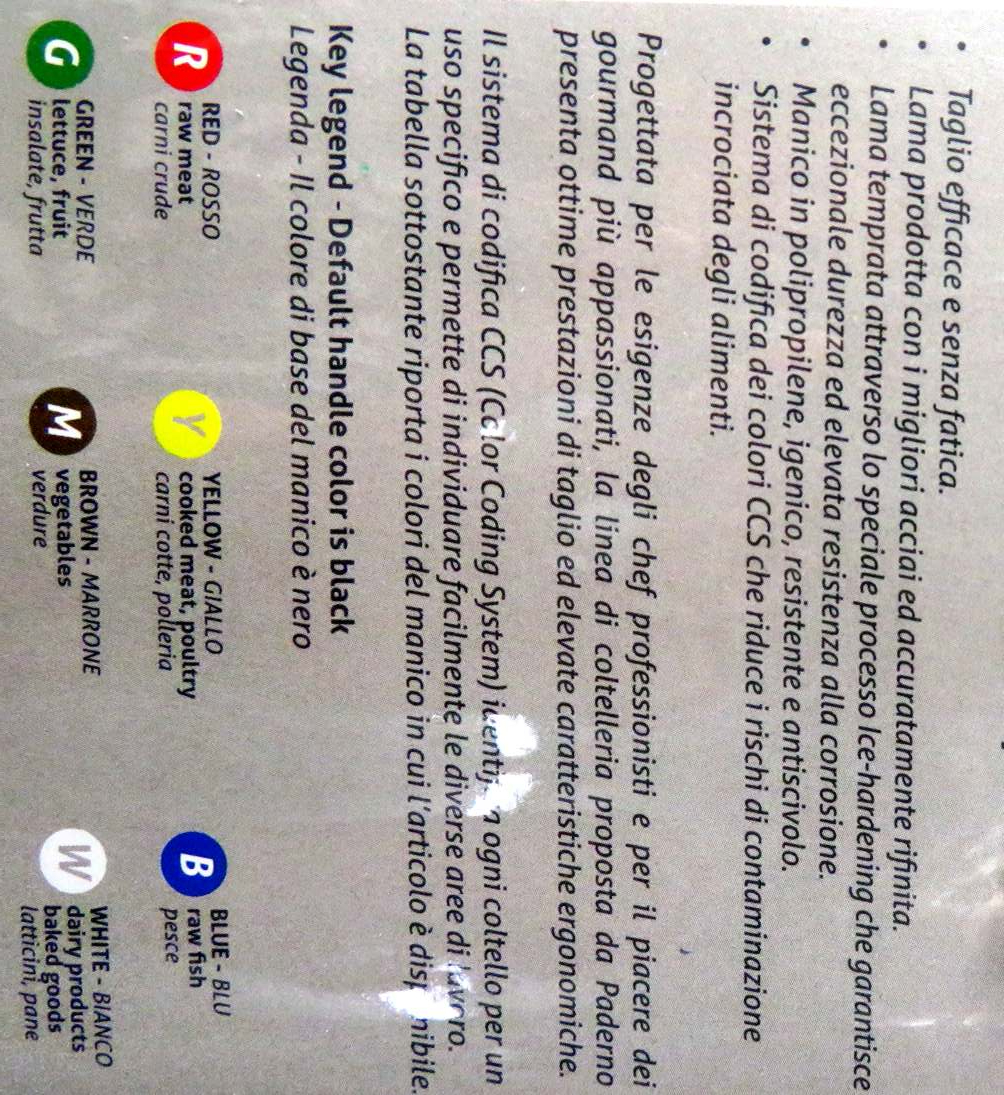 • Taglio efficace e senza fatica.
• Lama prodotta con i migliori acciai ed accuratamente rifinita.
• Lama temprata attraverso lo speciale processo Ice-hardening che garantisce
eccezionale durezza ed elevata resistenza alla corrosione.
• Manico in polipropilene, igenico, resistente e antiscivolo.
• Sistema di codifica dei colori CCS che riduce i rischi di contaminazione
incrociata degli alimenti.
Progettata per le esigenze degli chef professionisti e per il piacere dei
gourmand più appassionati, la linea di coltelleria proposta da Paderno
presenta ottime prestazioni di taglio ed elevate caratteristiche ergonomiche.
Il sistema di codifica CCS (Color Coding System) ogni coltello per un
uso specifico e permette di individuare facilmente le diverse aree di lavoro.
La tabella sottostante riporta i colori del manico in cui l'articolo è disponibile.
Key legend - Default handle color is black
Legenda - Il colore di base del manico è nero
R
RED - ROSSO
raw meat
carni crude
Y
YELLOW - GIALLO
cooked meat, poultry
carni cotte, polleria
B
BLUE - BLU
raw fish
pesce
G
GREEN - VERDE
lettuce, fruit
insalate, frutta
M
BROWN - MARRONE
vegetables
verdure
W
WHITE - BIANCO
dairy products
baked goods
latticini, pane